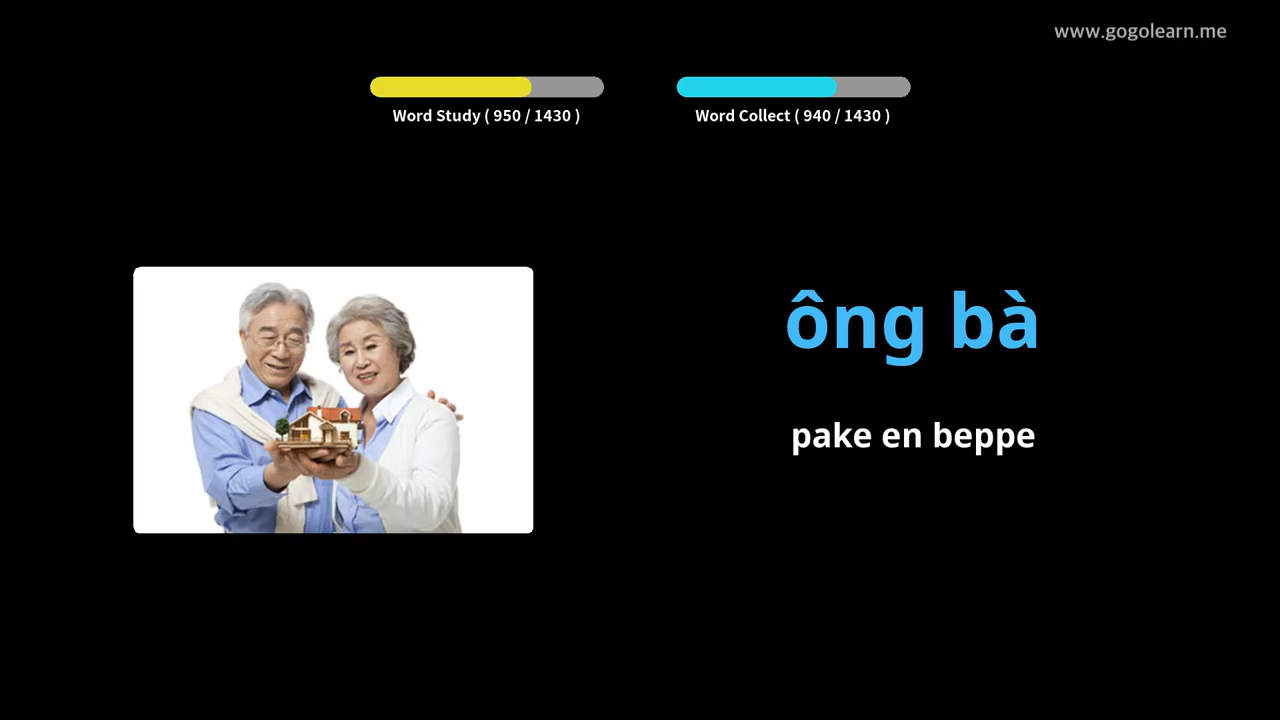 www.gogolearn.me
Word Study ( 950 / 1430 )
Word Collect ( 940 / 1430 )
ông bà
pake en beppe